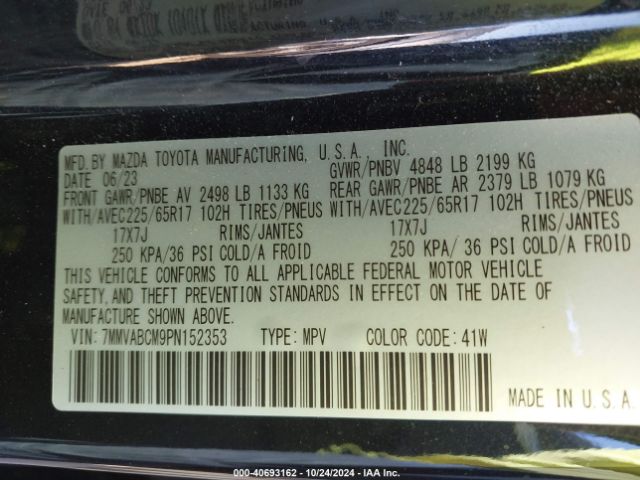 MFD.BY MAZDA TOYOTA MANUFACTURING, U.S.A. INC.
DATE 06/23 GVWR/PNBV 4848 LB 2199 KG
FRONT GAWR/PNBE AV 2498 LB 1133 KG REAR GAWR/PNBE AR 2379 LB 1079 KG
WITH/AVEC225/65R17 102H TIRES/PNEUS WITH/AVEC225/65R17 102H TIRES/PNEUS
17X7J RIMS/JANTES 17X7J RIMS/JANTES
250 KPA/36 PSI COLD/A FROID 250 KPA/ 36 PSI COLD/A FROID
THIS VEHICLE CONFORMS TO ALL APPLICABLE FEDERAL MOTOR VEHICLE
SAFETY, AND THEFT PREVENTION STANDARDS IN EFFECT ON THE DATE OF
MANUFACTURE SHOWN ABOVE.
VIN: 7MMVABCM9PN152353 TYPE: MPV COLOR CODE: 41W
MADE IN U.S.A.
000-40693162 - 10/24/2024 - IAA Inc.